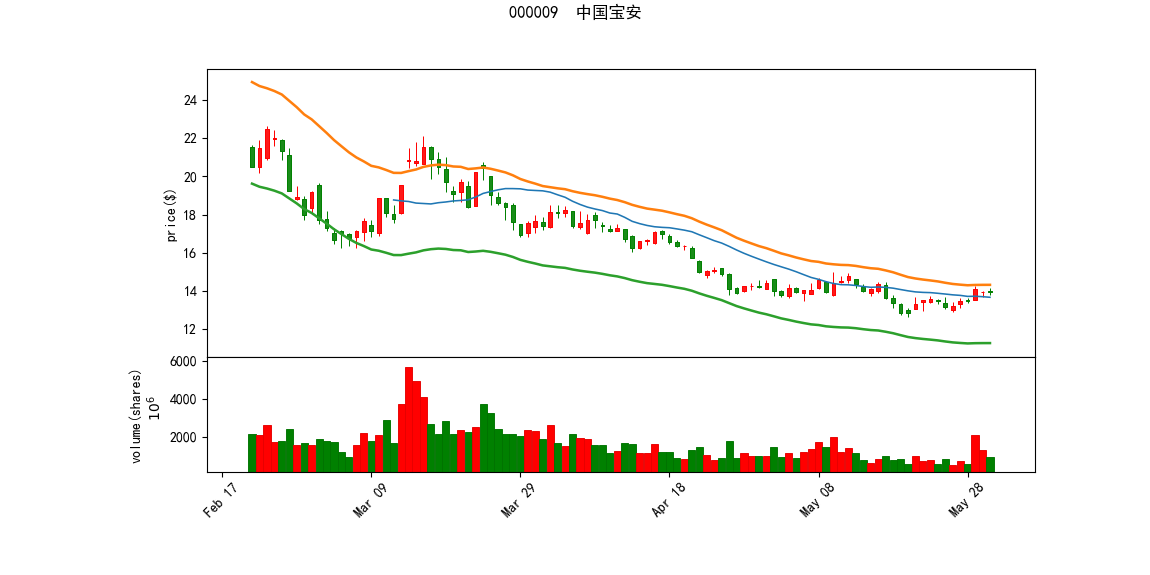 000009 中国宝安
price($)
24
22
20
18
16
14
12
volume(shares)
10^6
6000
4000
2000
Feb 17
Mar 09
Mar 29
Apr 18
May 08
May 28